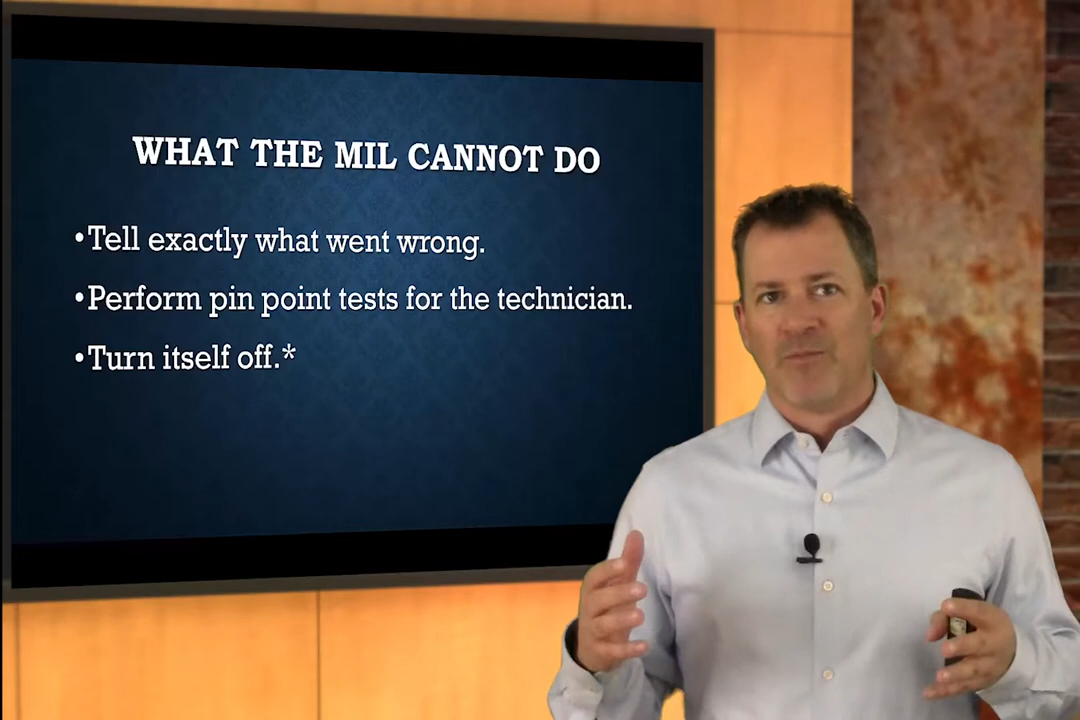 WHAT THE MIL CANNOT DO
•Tell exactly what went wrong.
•Perform pin point tests for the technician.
•Turn itself off.*